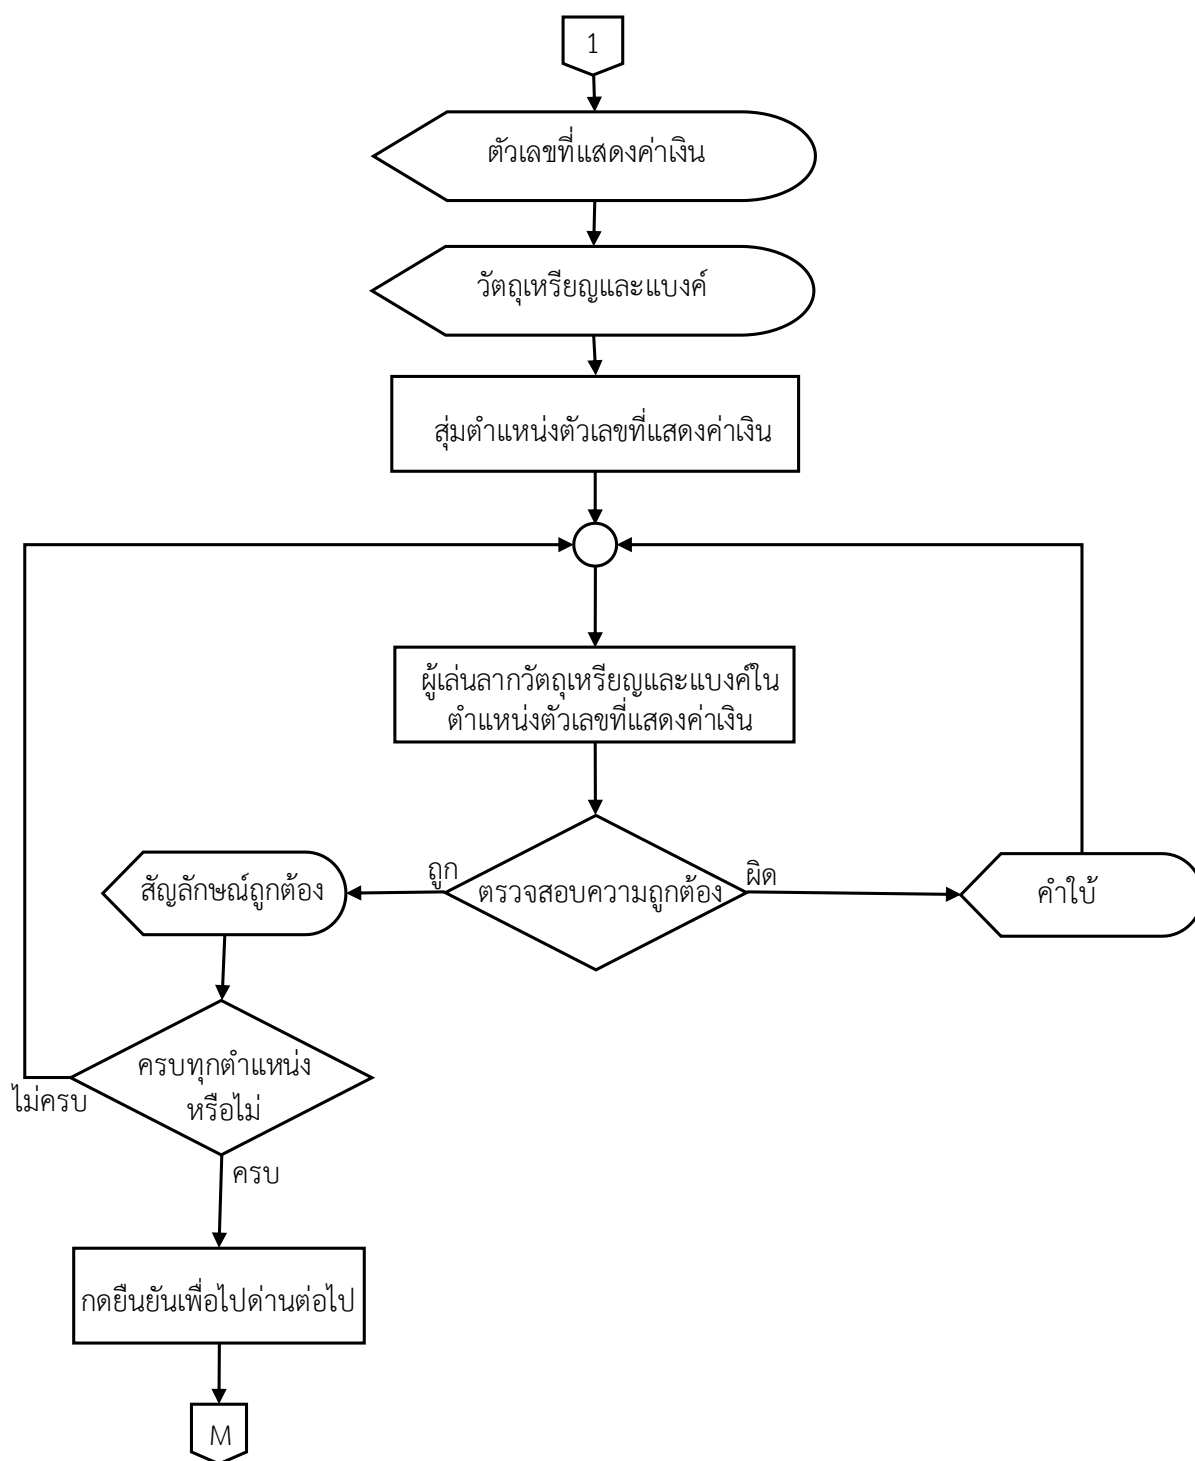 1
ตัวเลขที่แสดงค่าเงิน
วัตถุเหรียญและแบงค์
สุ่มตำแหน่งตัวเลขที่แสดงค่าเงิน
ผู้เล่นลากวัตถุเหรียญและแบงค์ใน
ตำแหน่งตัวเลขที่แสดงค่าเงิน
ถูก
ผิด
สัญลักษณ์ถูกต้อง
ตรวจสอบความถูกต้อง
คำใบ้
ครบทุกตำแหน่ง
หรือไม่
ไม่ครบ
ครบ
กดยืนยันเพื่อไปด่านต่อไป
M